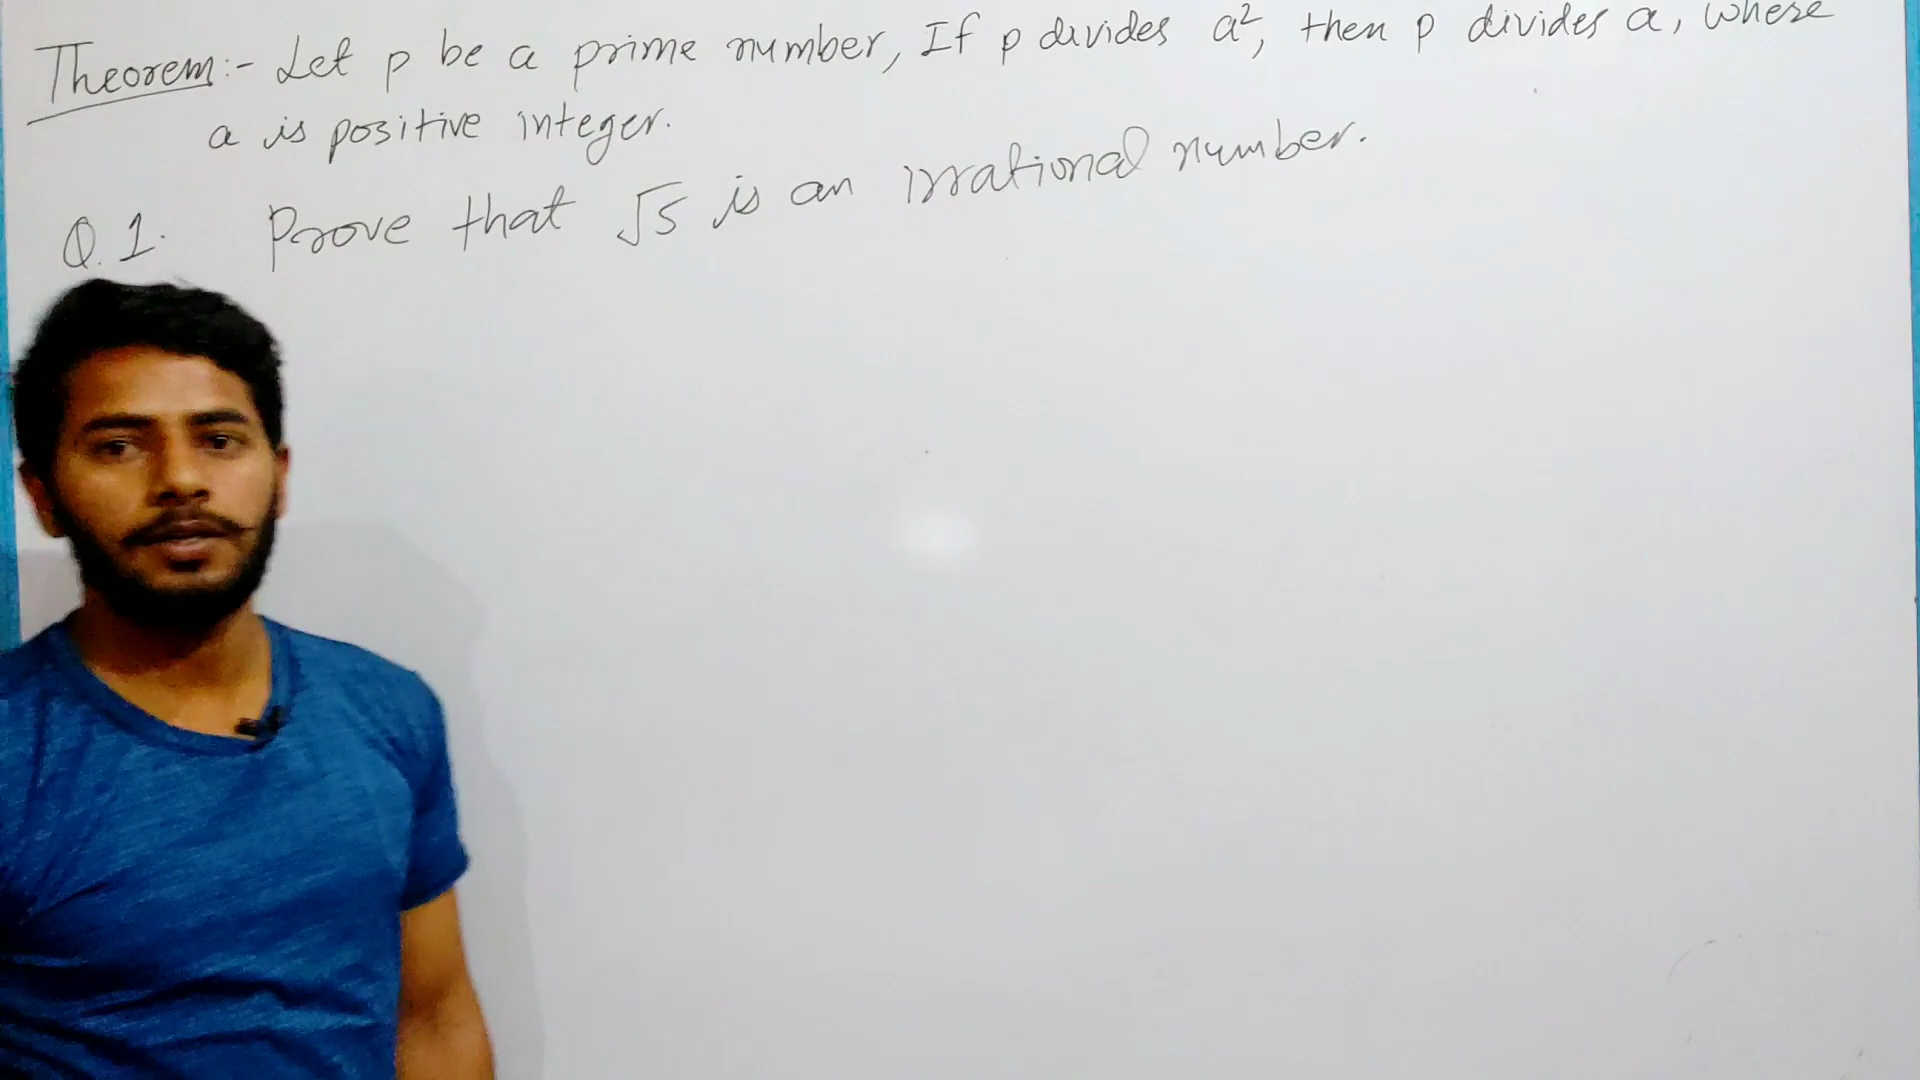 Theorem:- Let p be a prime number, If p divides a², then p divides a, where
a is positive integer.
Q.1. Prove that √5 is an irrational number.